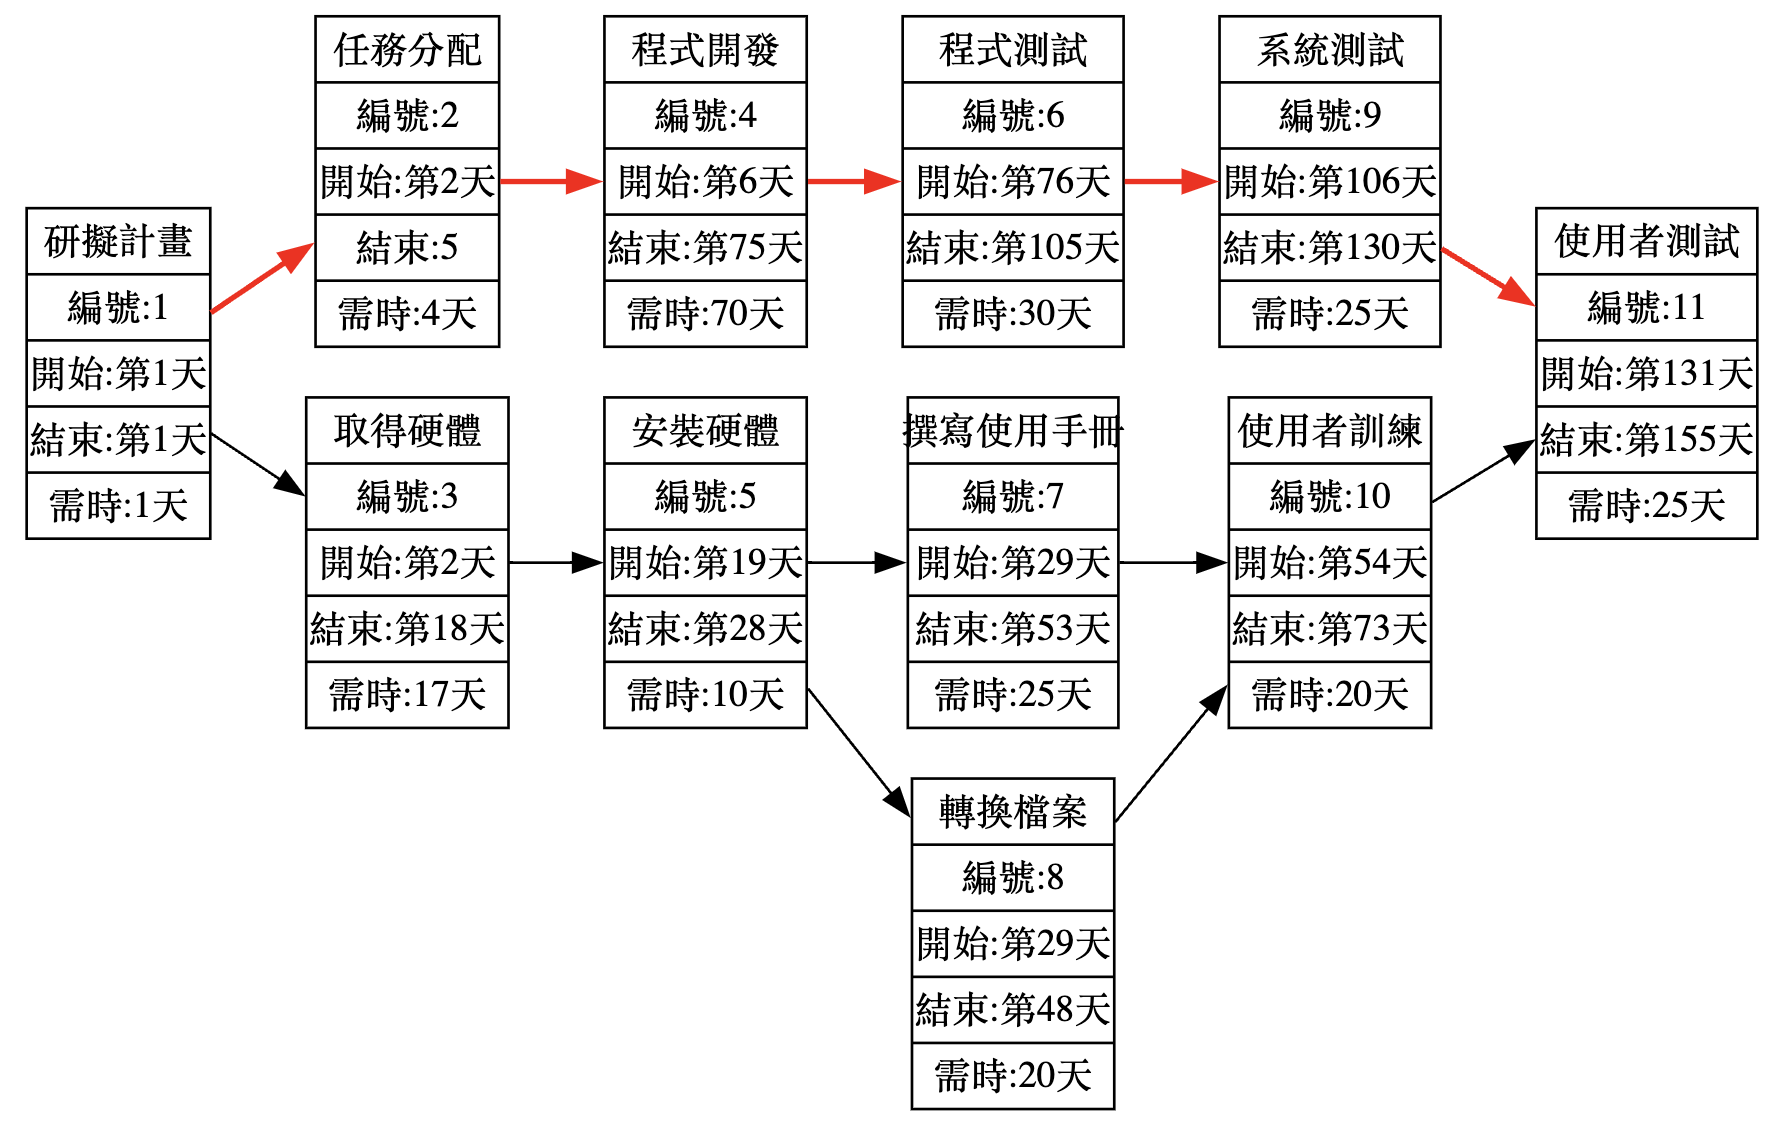 研擬計畫
編號:1
開始:第1天
結束:第1天
需時:1天
任務分配
編號:2
開始:第2天
結束:5
需時:4天
取得硬體
編號:3
開始:第2天
結束:第18天
需時:17天
程式開發
編號:4
開始:第6天
結束:第75天
需時:70天
安裝硬體
編號:5
開始:第19天
結束:第28天
需時:10天
程式測試
編號:6
開始:第76天
結束:第105天
需時:30天
撰寫使用手冊
編號:7
開始:第29天
結束:第53天
需時:25天
轉換檔案
編號:8
開始:第29天
結束:第48天
需時:20天
系統測試
編號:9
開始:第106天
結束:第130天
需時:25天
使用者訓練
編號:10
開始:第54天
結束:第73天
需時:20天
使用者測試
編號:11
開始:第131天
結束:第155天
需時:25天